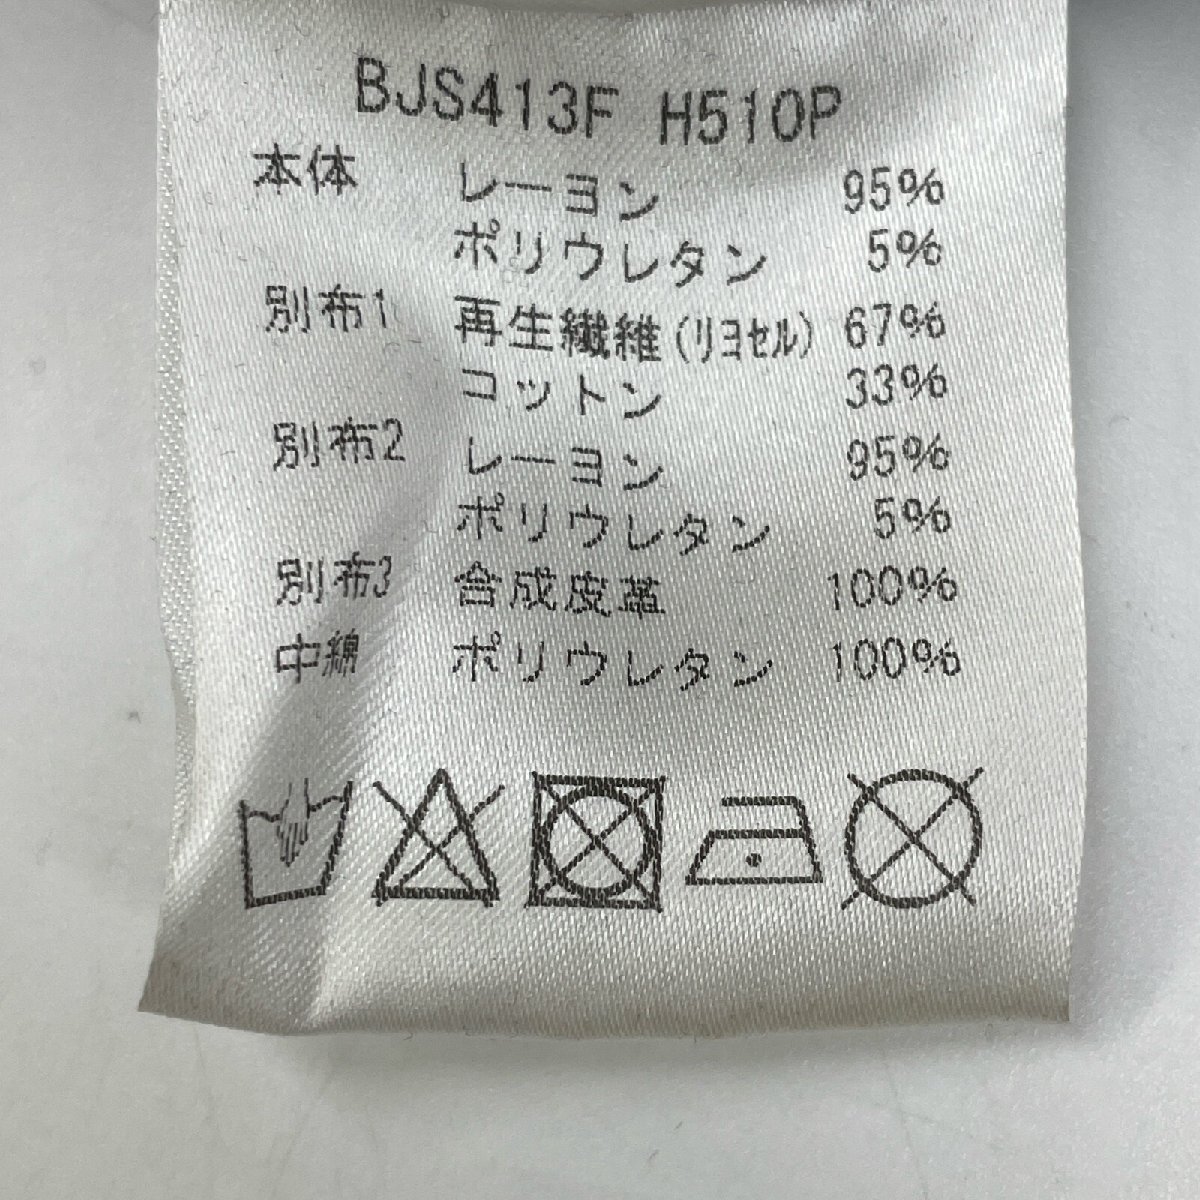 BJS413F H510P
本体 レーヨン 95%
ポリウレタン 5%
別布1 再生繊維(リヨセル) 67%
コットン 33%
別布2 レーヨン 95%
ポリウレタン 5%
別布3 合成皮革 100%
中綿 ポリウレタン 100%